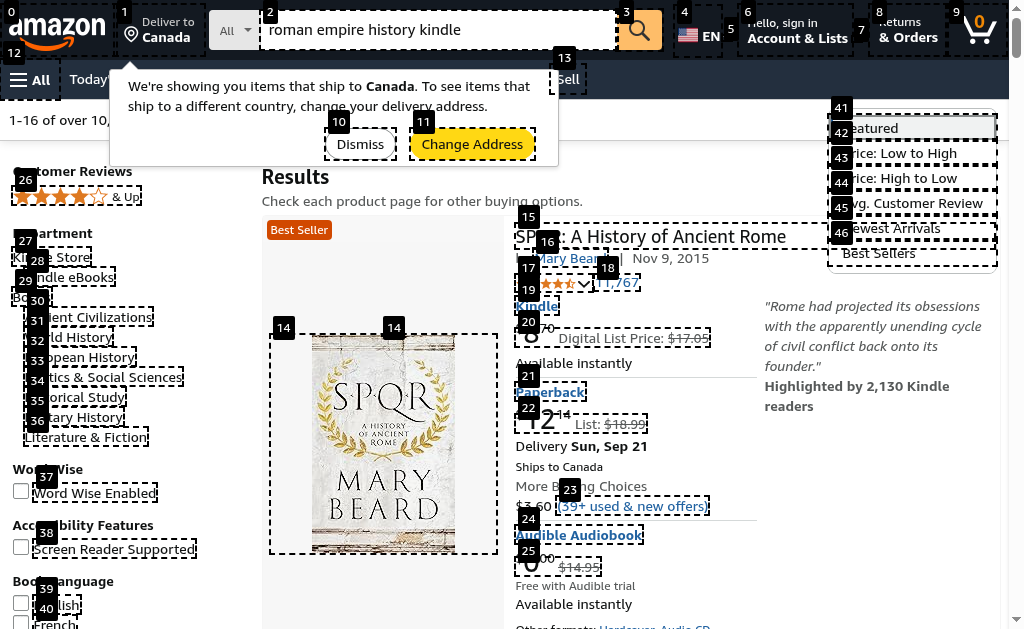 amazon
Deliver to
Canada
All
roman empire history kindle
EN
Hello, sign in
Account & Lists
Returns
& Orders
0
All
Today'
Sell
We're showing you items that ship to Canada. To see items that
ship to a different country, change your delivery address.
Dismiss
Change Address
1-16 of over 10,
Featured
Price: Low to High
Price: High to Low
Avg. Customer Review
Newest Arrivals
Best Sellers
Customer Reviews
& Up
Department
Kindle Store
Kindle eBooks
Books
Ancient Civilizations
World History
European History
Politics & Social Sciences
Historical Study
Military History
Literature & Fiction
Word Wise
Word Wise Enabled
Accessibility Features
Screen Reader Supported
Book Language
English
French
Results
Check each product page for other buying options.
Best Seller
SPQR
A HISTORY
OF ANCIENT
ROME
MARY
BEARD
SPQR: A History of Ancient Rome
by Mary Beard | Nov 9, 2015
11,767
Kindle
8 70 Digital List Price: $17.05
Available instantly
Paperback
12 14 List: $18.99
Delivery Sun, Sep 21
Ships to Canada
More Buying Choices
$3.60 (39+ used & new offers)
Audible Audiobook
0 00 $14.95
Free with Audible trial
Available instantly
Other formats: Hardcover, Audio CD
"Rome had projected its obsessions
with the apparently unending cycle
of civil conflict back onto its
founder."
Highlighted by 2,130 Kindle
readers
0
1
2
3
4
5
6
7
8
9
10
11
12
13
14
14
15
16
17
18
19
20
21
22
23
24
25
26
27
28
29
30
31
32
33
34
35
36
37
38
39
40
41
42
43
44
45
46